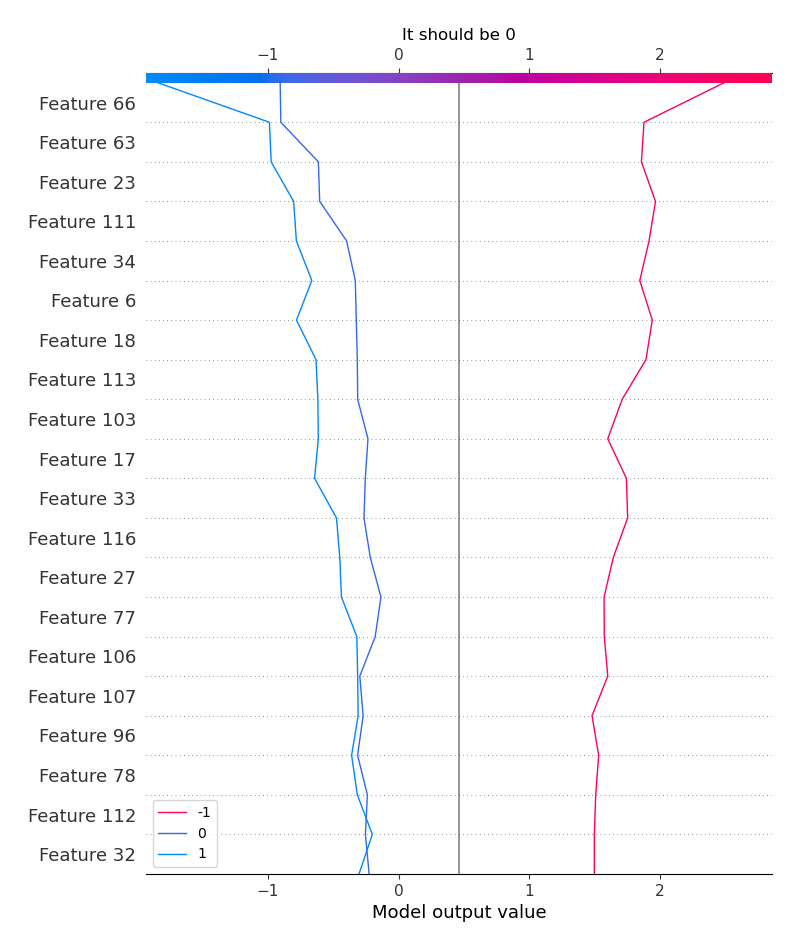 It should be 0
−1 0 1 2
Feature 66
Feature 63
Feature 23
Feature 111
Feature 34
Feature 6
Feature 18
Feature 113
Feature 103
Feature 17
Feature 33
Feature 116
Feature 27
Feature 77
Feature 106
Feature 107
Feature 96
Feature 78
Feature 112
Feature 32
-1
0
1
−1 0 1 2
Model output value